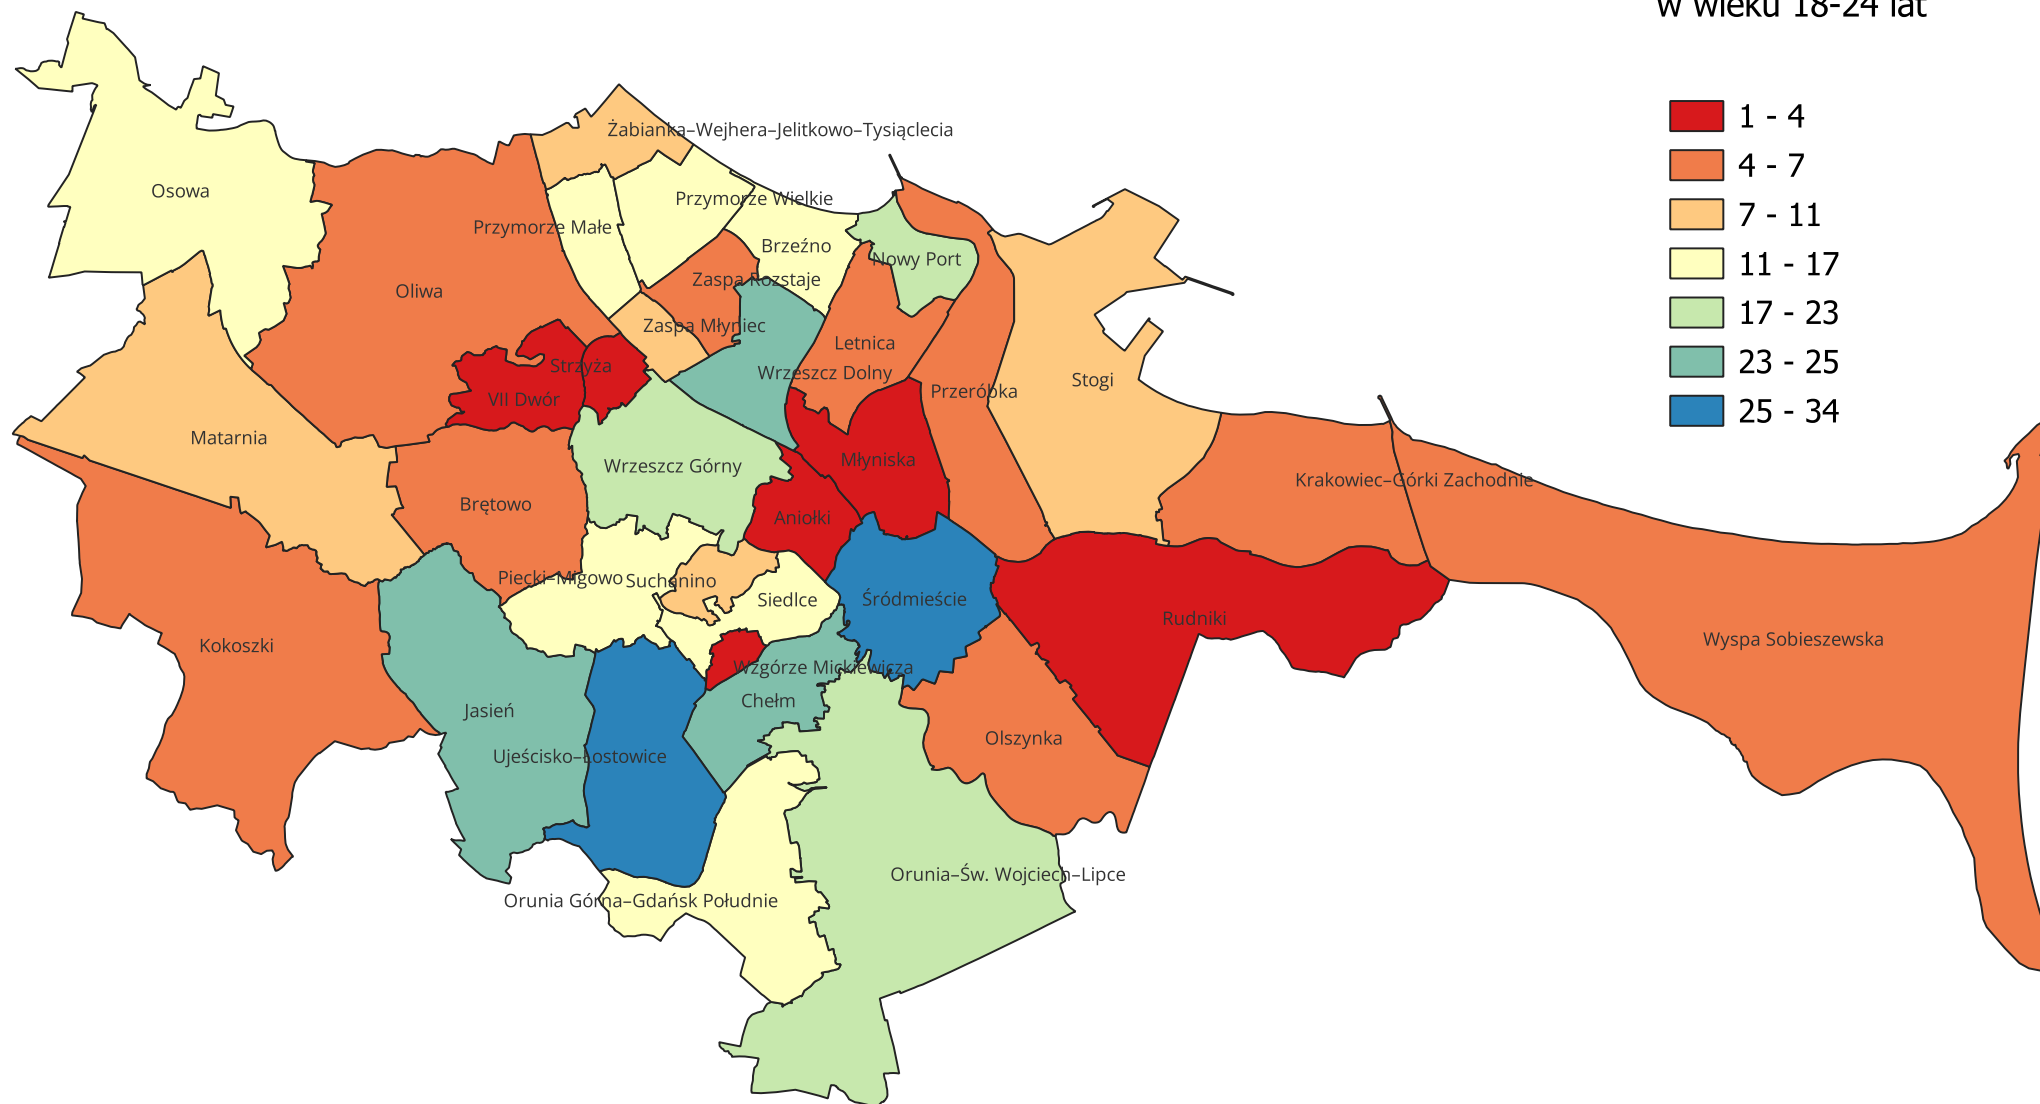 w wieku 18-24 lat
1 - 4
4 - 7
7 - 11
11 - 17
17 - 23
23 - 25
25 - 34
Żabianka–Wejhera–Jelitkowo–Tysiąclecia
Osowa
Przymorze Wielkie
Przymorze Małe
Brzeźno
Nowy Port
Zaspa Rozstaje
Oliwa
Zaspa Młyniec
Letnica
Strzyża
Wrzeszcz Dolny
Stogi
Przeróbka
VII Dwór
Matarnia
Młyniska
Wrzeszcz Górny
Krakowiec–Górki Zachodnie
Brętowo
Aniołki
Piecki–Migowo
Suchanino
Siedlce
Śródmieście
Rudniki
Wyspa Sobieszewska
Kokoszki
Wzgórze Mickiewicza
Chełm
Jasień
Olszynka
Ujeścisko–Łostowice
Orunia–Św. Wojciech–Lipce
Orunia Górna–Gdańsk Południe